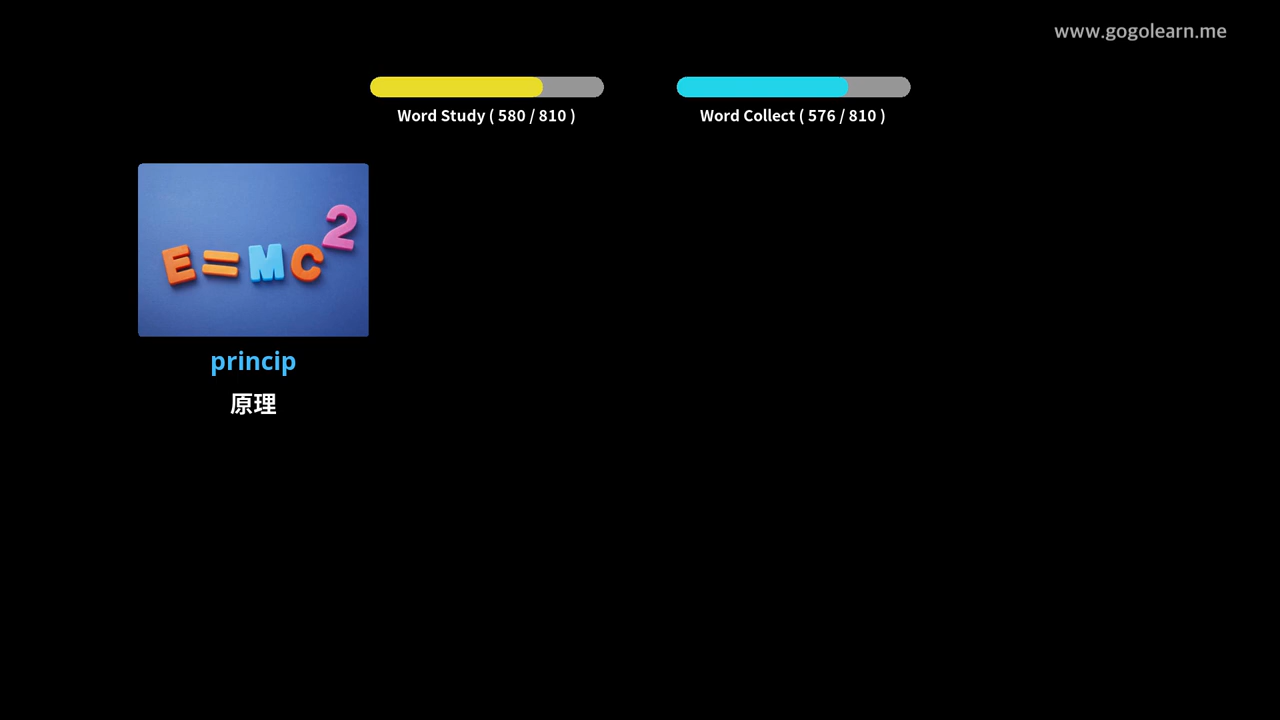 www.gogolearn.me
Word Study ( 580 / 810 )
Word Collect ( 576 / 810 )
E=MC²
princip
原理